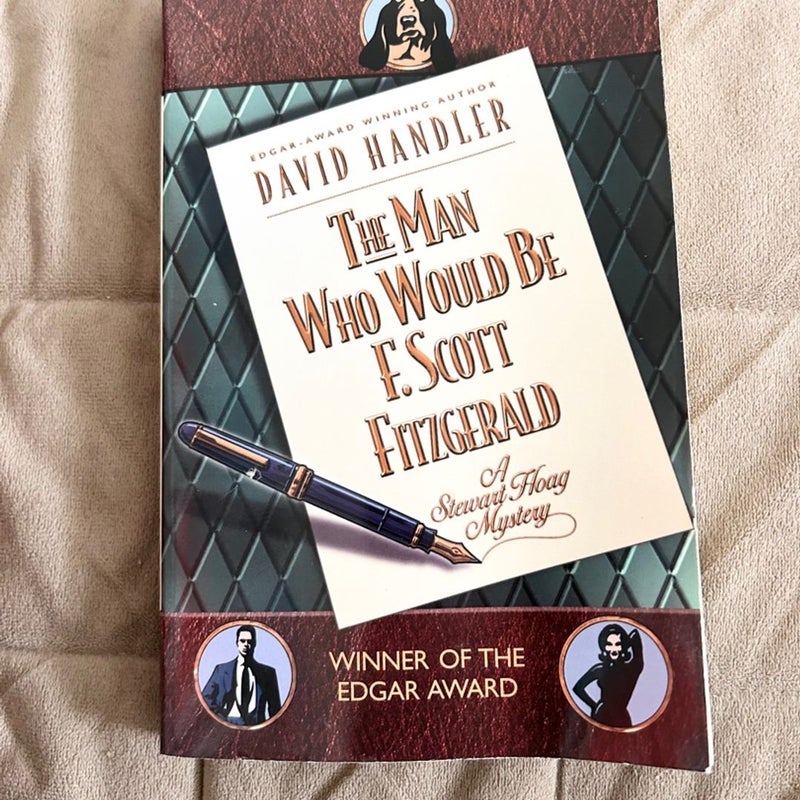 EDGAR-AWARD WINNING AUTHOR
DAVID HANDLER
THE MAN
WHO WOULD BE
F. SCOTT
FITZGERALD
A
Stewart Hoag
Mystery
WINNER OF THE
EDGAR AWARD